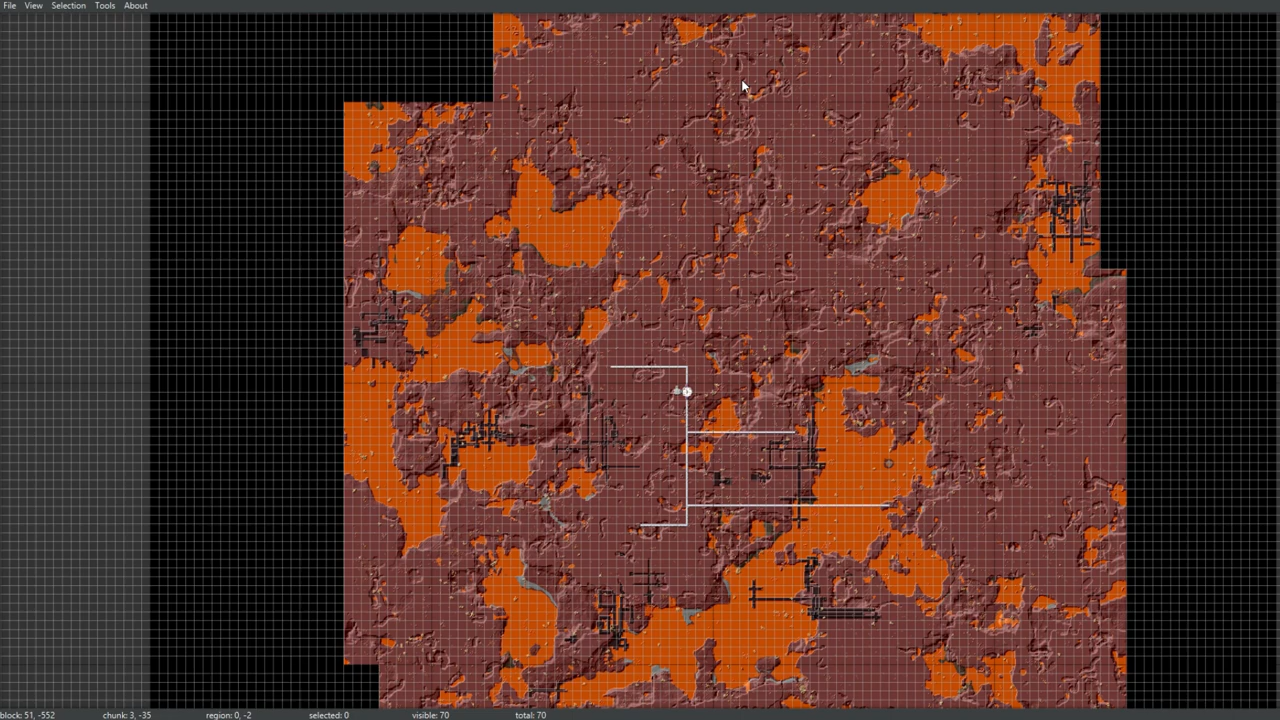 File View Selection Tools About
block: 51, -552 chunk: 3, -35 region: 0, -2 selected: 0 visible: 70 total: 70